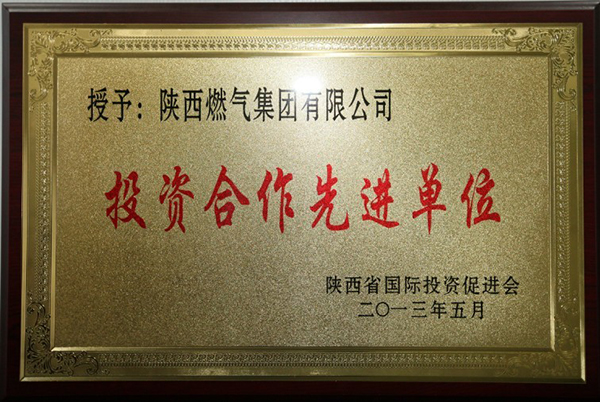 授予：陕西燃气集团有限公司
投资合作先进单位
陕西省国际投资促进会
二〇一三年五月